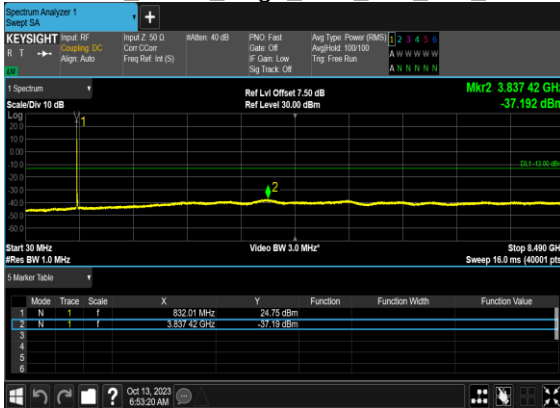 Spectrum Analyzer 1
Swept SA
+
KEYSIGHT Input: RF Input Z: 50 Ω #Atten: 40 dB PNO: Fast Avg Type: Power (RMS) 1 2 3 4 5 6
R T Coupling: DC Corr CCorr Gate: Off Avg|Hold: 100/100 A W W W W W
Align: Auto Freq Ref: Int (S) IF Gain: Low Trig: Free Run
LW Sig Track: Off A N N N N N
1 Spectrum Ref Lvl Offset 7.50 dB Mkr2 3.837 42 GHz
Scale/Div 10 dB Ref Level 30.00 dBm -37.192 dBm
Log
20.0
10.0
0.00
-10.0
-20.0
-30.0
-40.0
-50.0
-60.0
1
DL1 -13.00 dBm
2
Start 30 MHz Video BW 3.0 MHz* Stop 8.490 GHz
#Res BW 1.0 MHz Sweep 16.0 ms (40001 pts)
5 Marker Table
Mode Trace Scale X Y Function Function Width Function Value
1 N 1 f 832.01 MHz 24.75 dBm
2 N 1 f 3.837 42 GHz -37.19 dBm
3
4
5
6
? Oct 13, 2023
6:53:20 AM